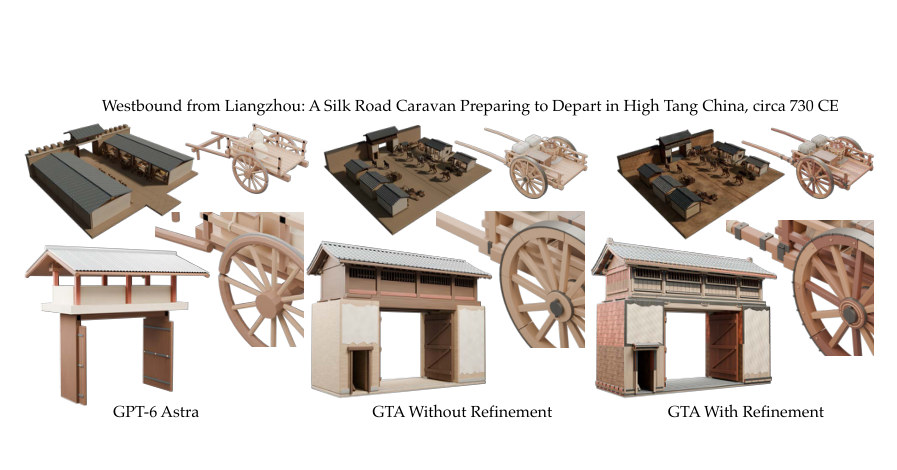 Westbound from Liangzhou: A Silk Road Caravan Preparing to Depart in High Tang China, circa 730 CE
GPT-6 Astra
GTA Without Refinement
GTA With Refinement